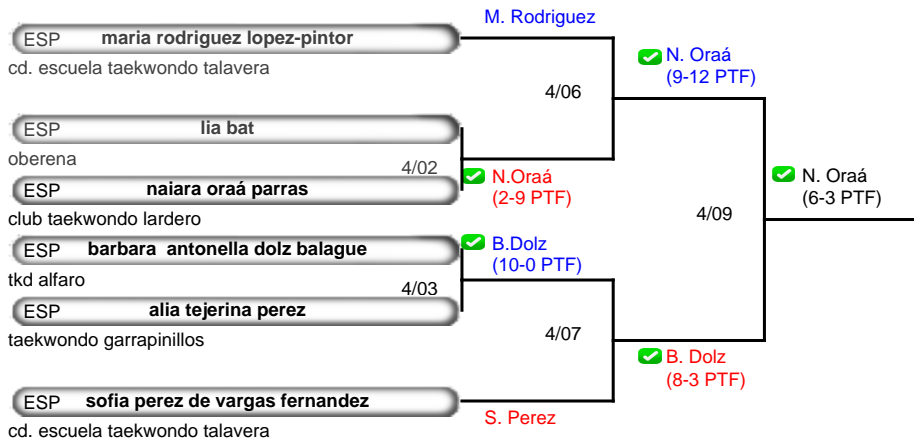 M. Rodriguez
ESP maria rodriguez lopez-pintor
cd. escuela taekwondo talavera
N. Oraá
(9-12 PTF)
4/06
ESP lia bat
oberena
4/02
N.Oraá
(2-9 PTF)
ESP naiara oraá parras
club taekwondo lardero
N. Oraá
(6-3 PTF)
4/09
ESP barbara antonella dolz balague
tkd alfaro
B.Dolz
(10-0 PTF)
4/03
ESP alia tejerina perez
taekwondo garrapinillos
4/07
B. Dolz
(8-3 PTF)
ESP sofia perez de vargas fernandez
cd. escuela taekwondo talavera
S. Perez